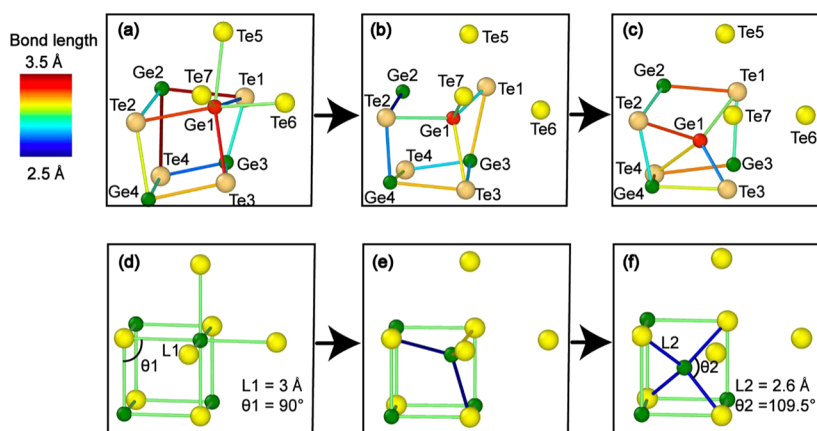 Bond length
3.5 Å
2.5 Å
(a)
Te5
Ge2
Te7
Te1
Te2
Ge1
Te6
Te4
Ge3
Ge4
Te3
(b)
Te5
Ge2
Te7
Te1
Te2
Ge1
Te6
Te4
Ge3
Ge4
Te3
(c)
Te5
Ge2
Te1
Te2
Te7
Ge1
Te6
Te4
Ge3
Ge4
Te3
(d)
L1
θ1
L1 = 3 Å
θ1 = 90°
(e)
(f)
L2
θ2
L2 = 2.6 Å
θ2 =109.5°